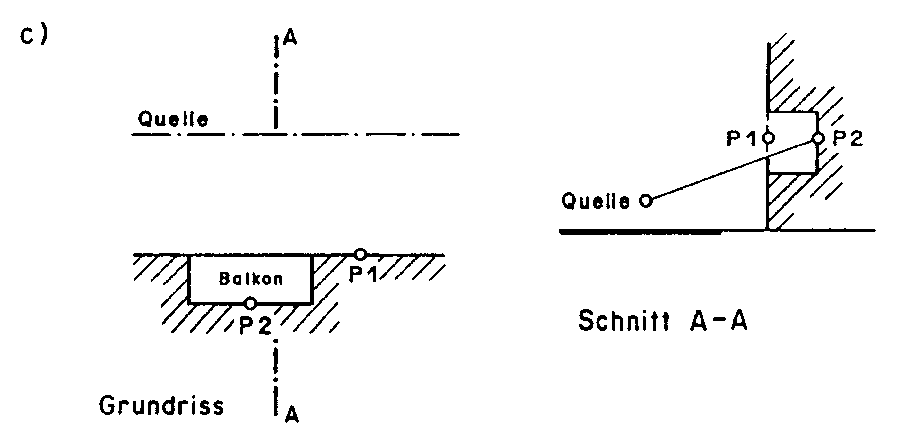 c)
A
Quelle
Balkon
P1
P2
A
Grundriss
P1
P2
Quelle
Schnitt A-A